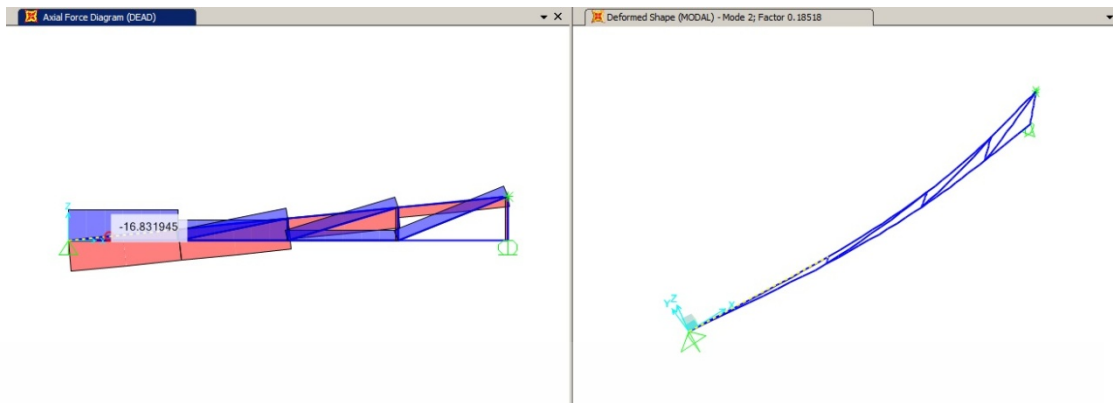 Axial Force Diagram (DEAD)
Deformed Shape (MODAL) - Mode 2; Factor 0.18518
Z
-16.831945
Y Z
X